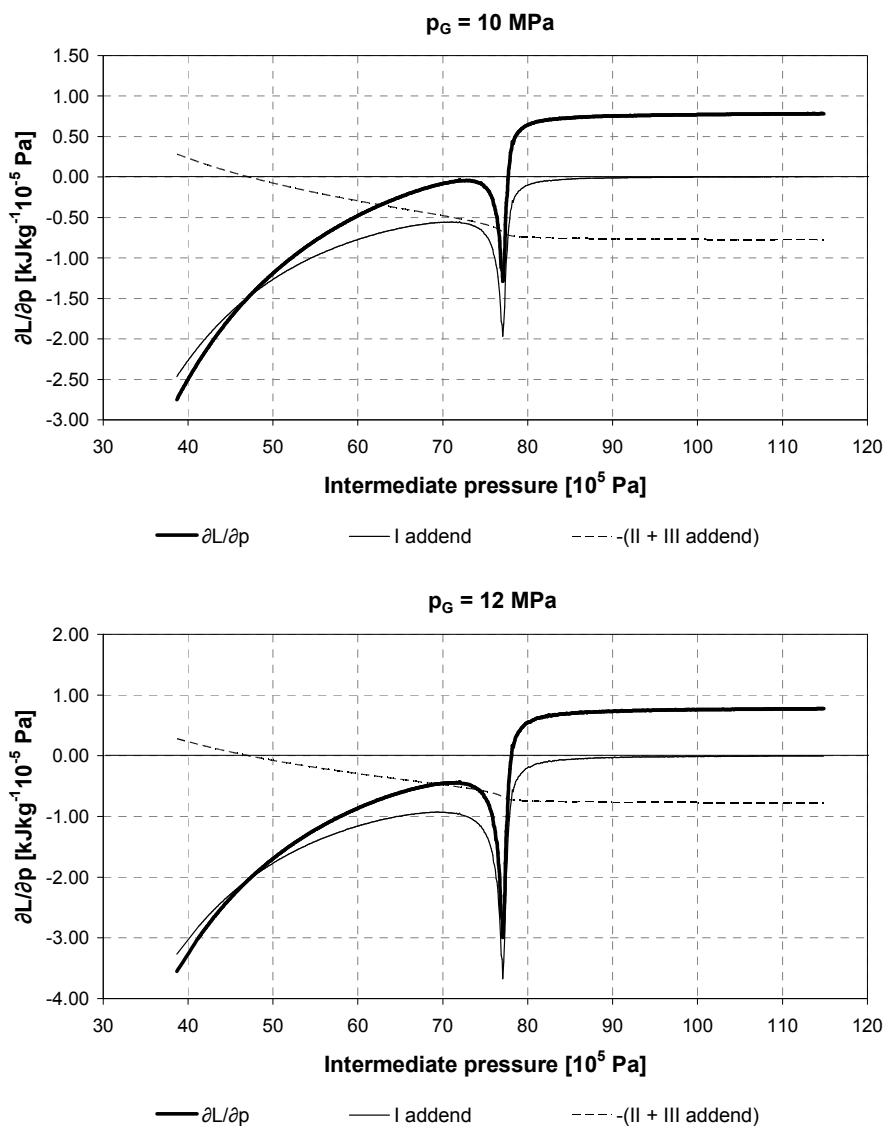 p_G = 10 MPa
1.50
1.00
0.50
0.00
-0.50
-1.00
-1.50
-2.00
-2.50
-3.00
∂L/∂p [kJkg⁻¹10⁻⁵ Pa]
30 40 50 60 70 80 90 100 110 120
Intermediate pressure [10⁵ Pa]
∂L/∂p I addend -(II + III addend)
p_G = 12 MPa
2.00
1.00
0.00
-1.00
-2.00
-3.00
-4.00
∂L/∂p [kJkg⁻¹10⁻⁵ Pa]
30 40 50 60 70 80 90 100 110 120
Intermediate pressure [10⁵ Pa]
∂L/∂p I addend -(II + III addend)